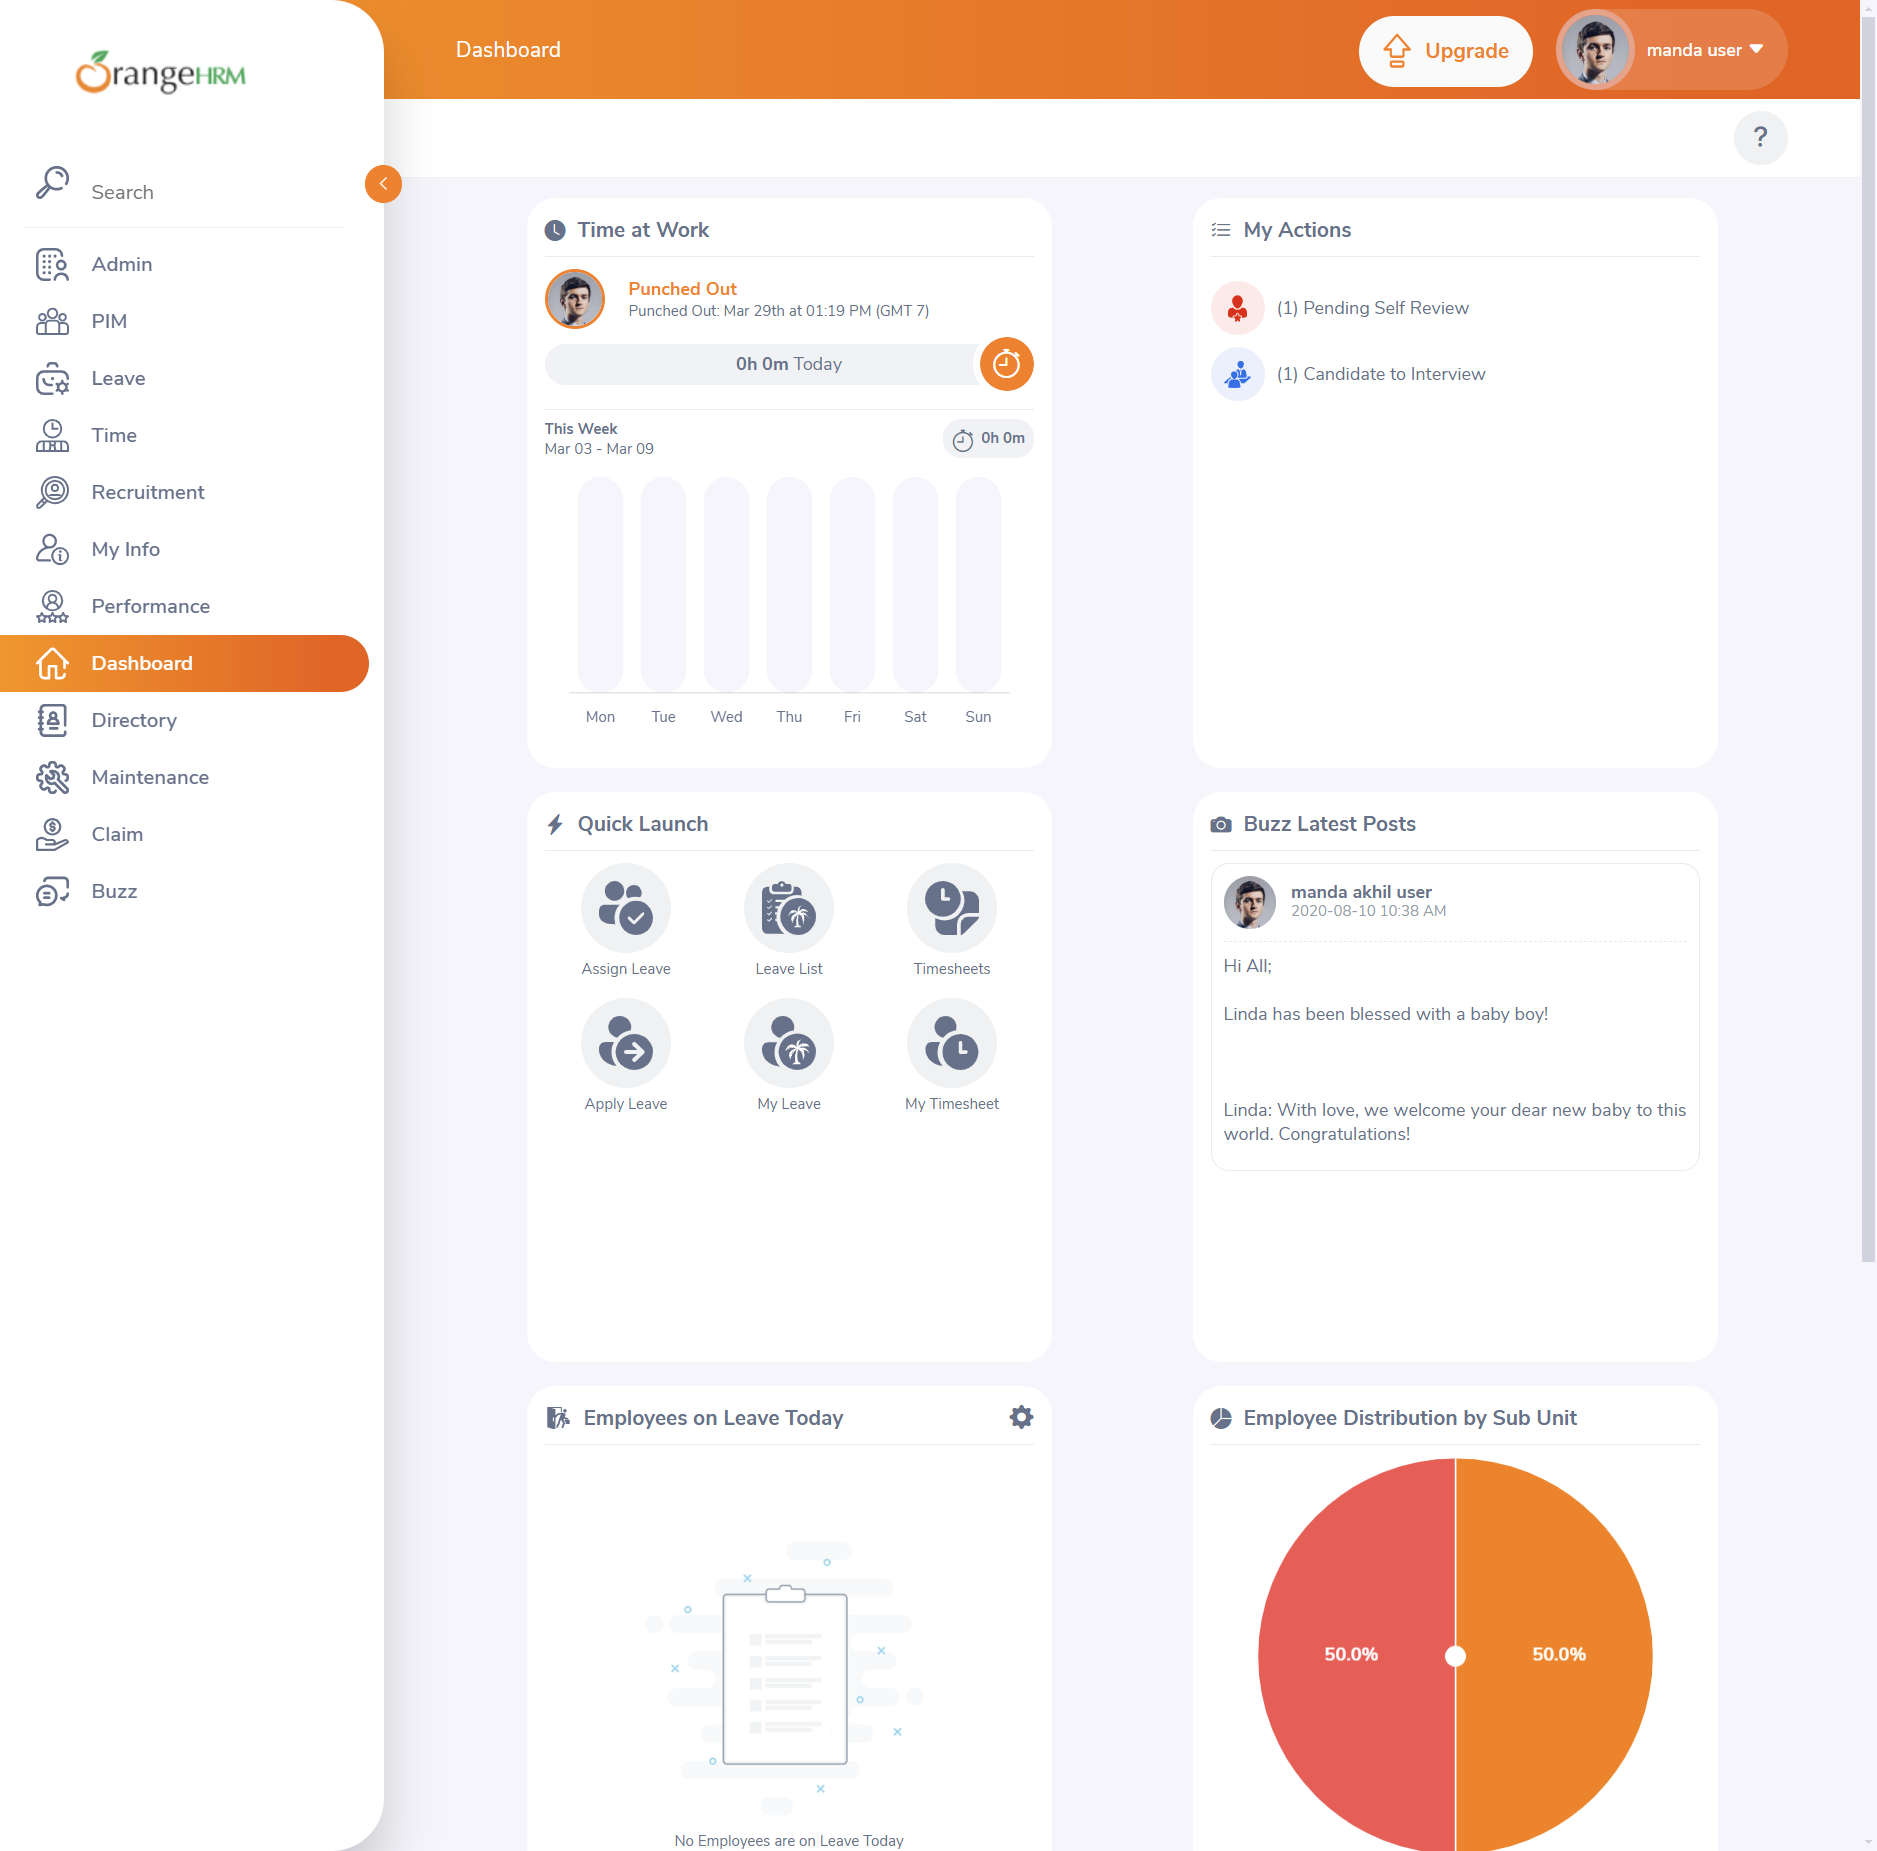 OrangeHRM
Search
Admin
PIM
Leave
Time
Recruitment
My Info
Performance
Dashboard
Directory
Maintenance
Claim
Buzz
Dashboard
Upgrade
manda user
?
Time at Work
Punched Out
Punched Out: Mar 29th at 01:19 PM (GMT 7)
0h 0m Today
This Week
Mar 03 - Mar 09
0h 0m
Mon Tue Wed Thu Fri Sat Sun
My Actions
(1) Pending Self Review
(1) Candidate to Interview
Quick Launch
Assign Leave Leave List Timesheets
Apply Leave My Leave My Timesheet
Buzz Latest Posts
manda akhil user
2020-08-10 10:38 AM
Hi All;
Linda has been blessed with a baby boy!
Linda: With love, we welcome your dear new baby to this
world. Congratulations!
Employees on Leave Today
No Employees are on Leave Today
Employee Distribution by Sub Unit
50.0% 50.0%